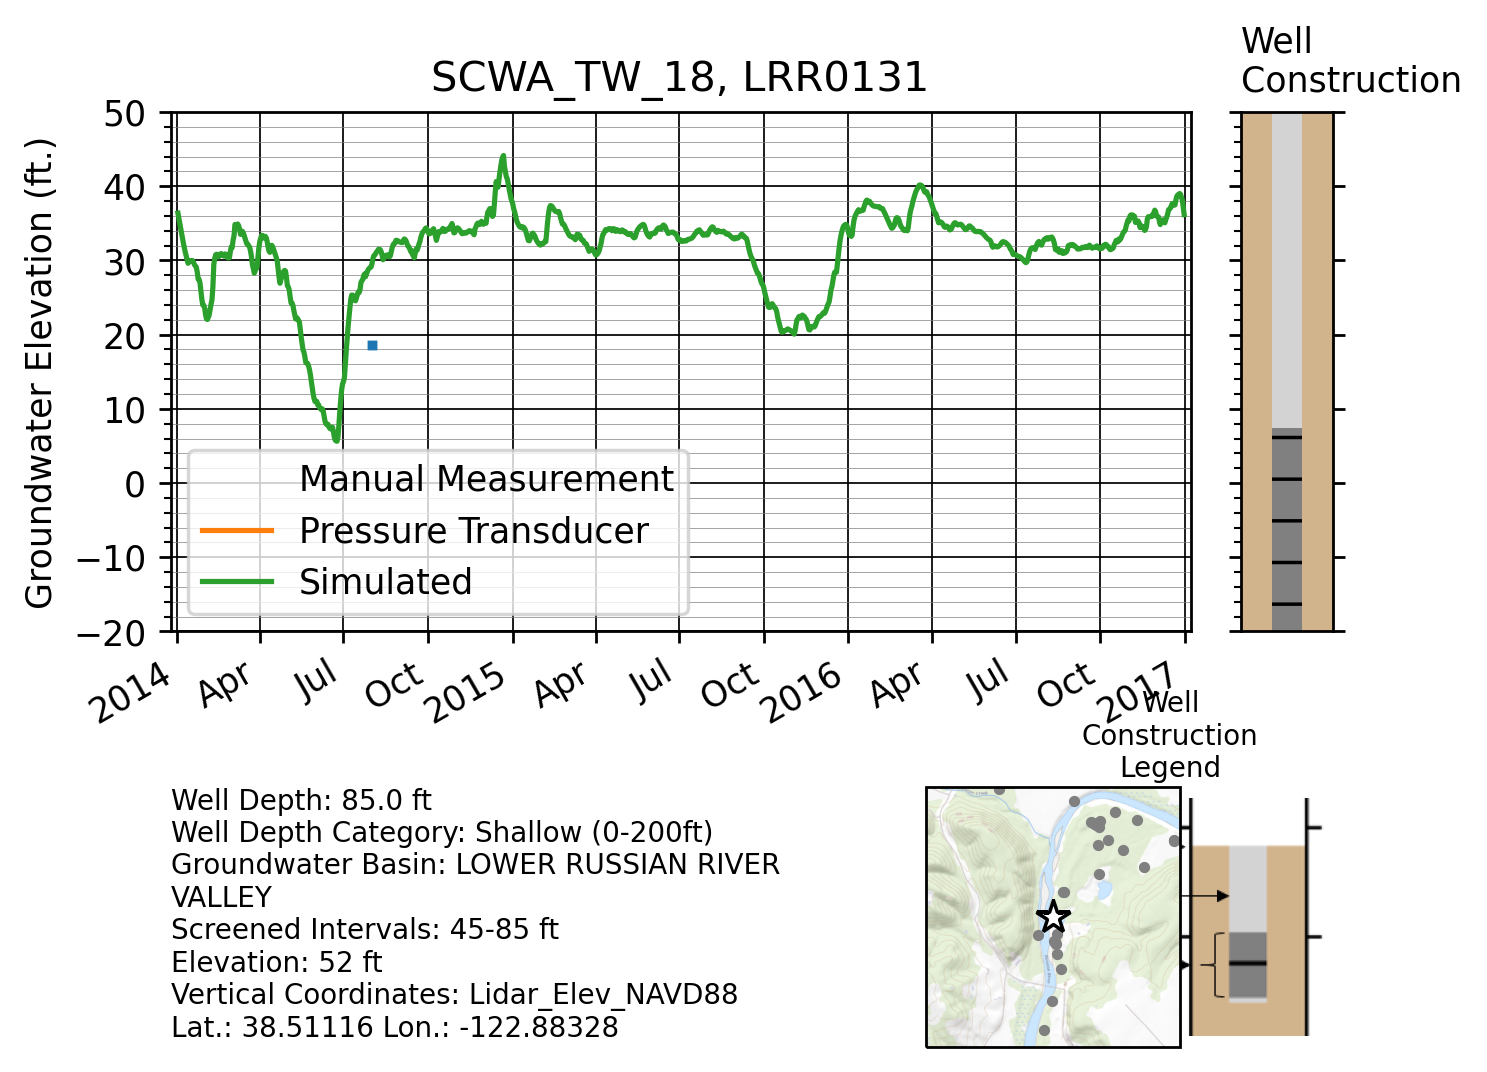 Well
Construction
SCWA_TW_18, LRR0131
Groundwater Elevation (ft.)
50
40
30
20
10
0
−10
−20
Manual Measurement
Pressure Transducer
Simulated
2014
Apr
Jul
Oct
2015
Apr
Jul
Oct
2016
Apr
Jul
Oct
2017
Well
Construction
Legend
Well Depth: 85.0 ft
Well Depth Category: Shallow (0-200ft)
Groundwater Basin: LOWER RUSSIAN RIVER
VALLEY
Screened Intervals: 45-85 ft
Elevation: 52 ft
Vertical Coordinates: Lidar_Elev_NAVD88
Lat.: 38.51116 Lon.: -122.88328